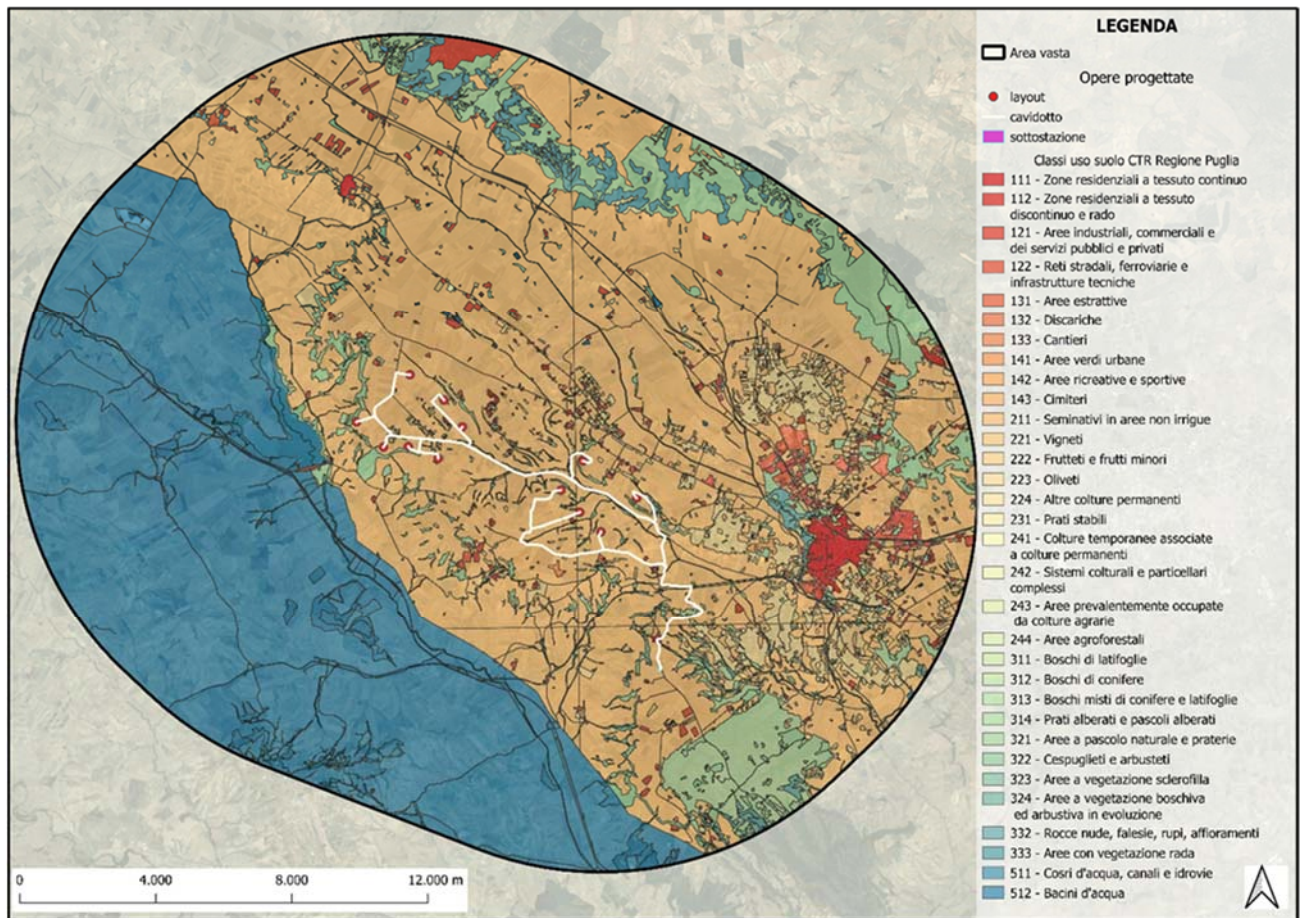 LEGENDA
Area vasta
Opere progettate
layout
cavidotto
sottostazione
Classi uso suolo CTR Regione Puglia
111 - Zone residenziali a tessuto continuo
112 - Zone residenziali a tessuto
discontinuo e rado
121 - Aree industriali, commerciali e
dei servizi pubblici e privati
122 - Reti stradali, ferroviarie e
infrastrutture tecniche
131 - Aree estrattive
132 - Discariche
133 - Cantieri
141 - Aree verdi urbane
142 - Aree ricreative e sportive
143 - Cimiteri
211 - Seminativi in aree non irrigue
221 - Vigneti
222 - Frutteti e frutti minori
223 - Oliveti
224 - Altre colture permanenti
231 - Prati stabili
241 - Colture temporanee associate
a colture permanenti
242 - Sistemi colturali e particellari
complessi
243 - Aree prevalentemente occupate
da colture agrarie
244 - Aree agroforestali
311 - Boschi di latifoglie
312 - Boschi di conifere
313 - Boschi misti di conifere e latifoglie
314 - Prati alberati e pascoli alberati
321 - Aree a pascolo naturale e praterie
322 - Cespuglieti e arbusteti
323 - Aree a vegetazione sclerofilla
324 - Aree a vegetazione boschiva
ed arbustiva in evoluzione
332 - Rocce nude, falesie, rupi, affioramenti
333 - Aree con vegetazione rada
511 - Cosri d'acqua, canali e idrovie
512 - Bacini d'acqua
0 4.000 8.000 12.000 m